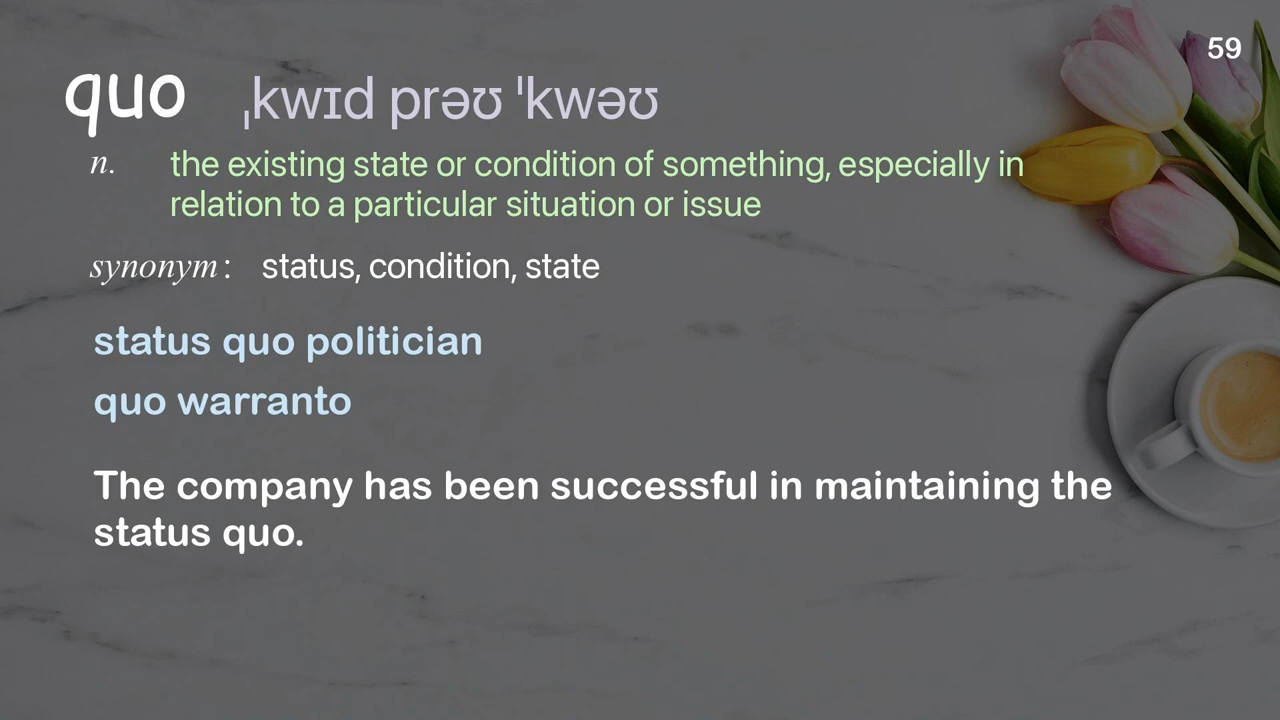 59
quo ˌkwɪd prəʊ ˈkwəʊ
n. the existing state or condition of something, especially in
relation to a particular situation or issue
synonym : status, condition, state
status quo politician
quo warranto
The company has been successful in maintaining the
status quo.